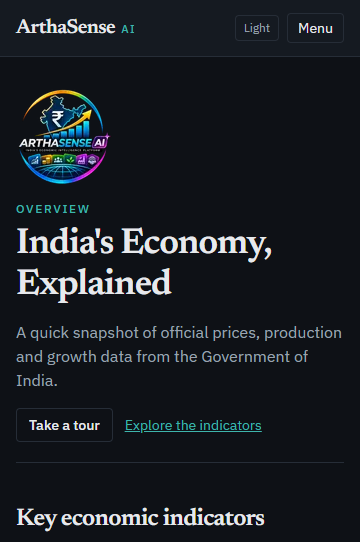 ArthaSense AI
Light
Menu
₹
ARTHASENSE AI
OVERVIEW
India's Economy,
Explained
A quick snapshot of official prices, production
and growth data from the Government of
India.
Take a tour
Explore the indicators
Key economic indicators